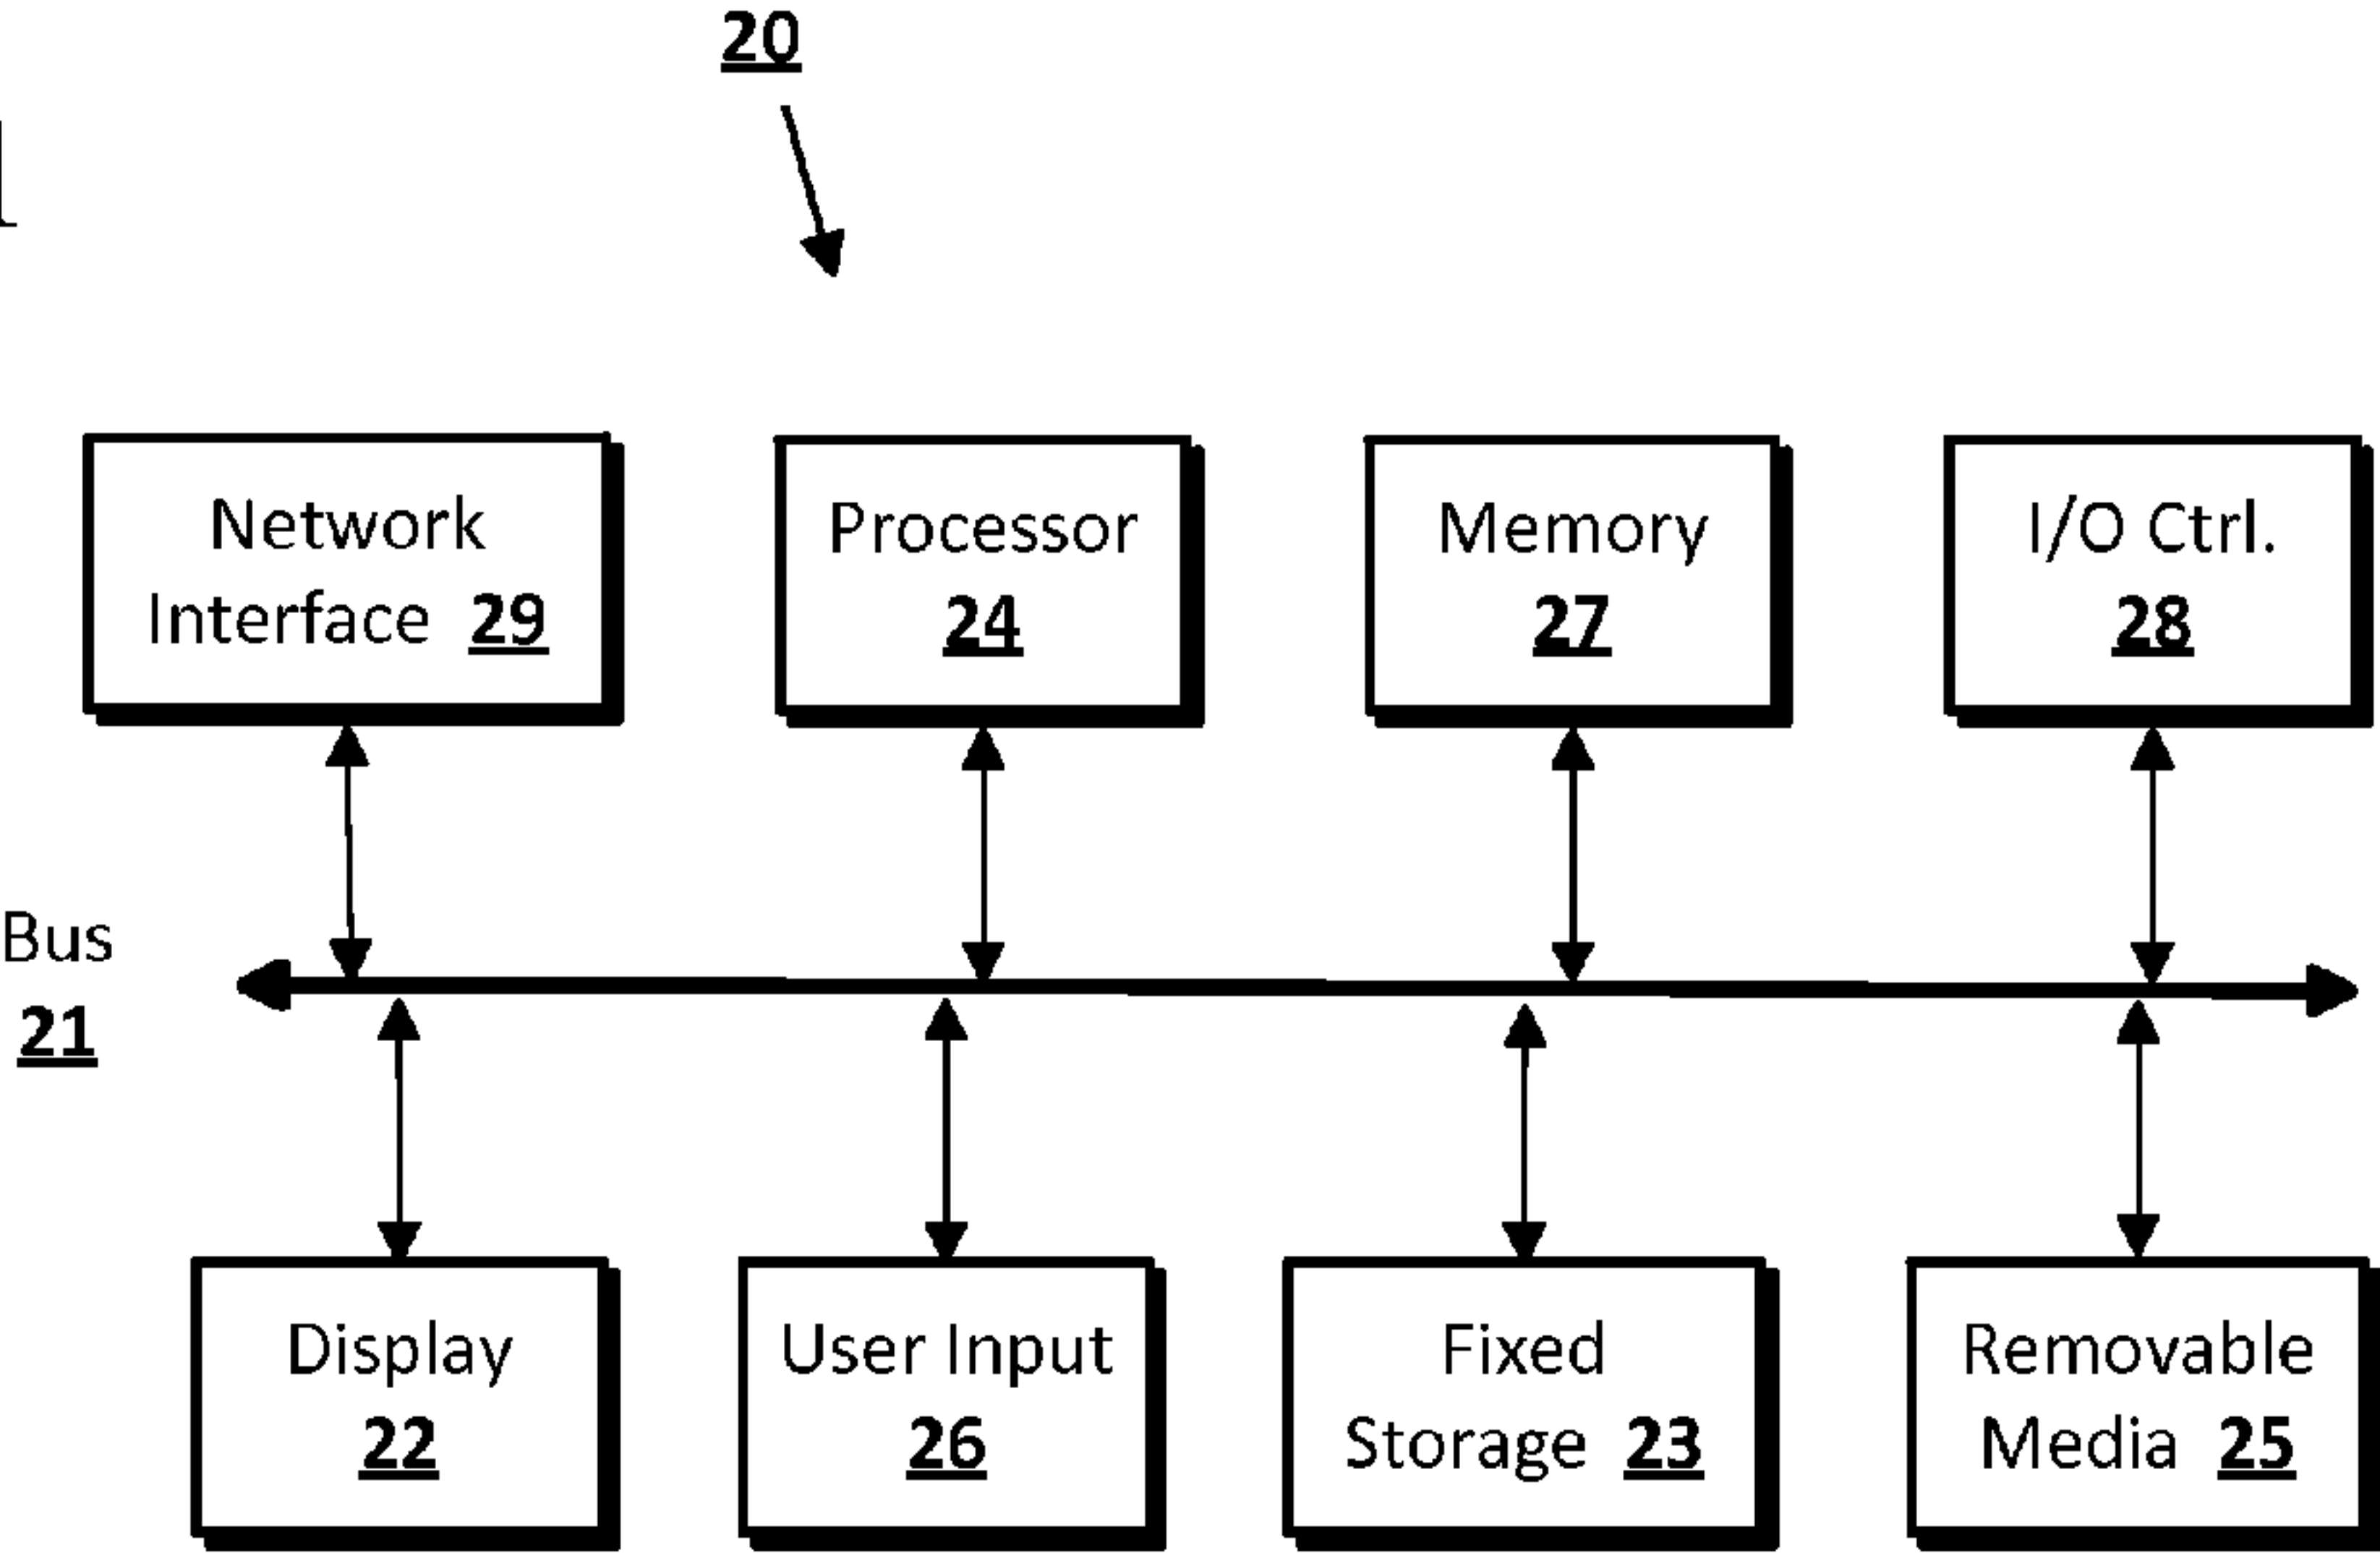 20
Network
Interface 29
Processor
24
Memory
27
I/O Ctrl.
28
Bus
21
Display
22
User Input
26
Fixed
Storage 23
Removable
Media 25